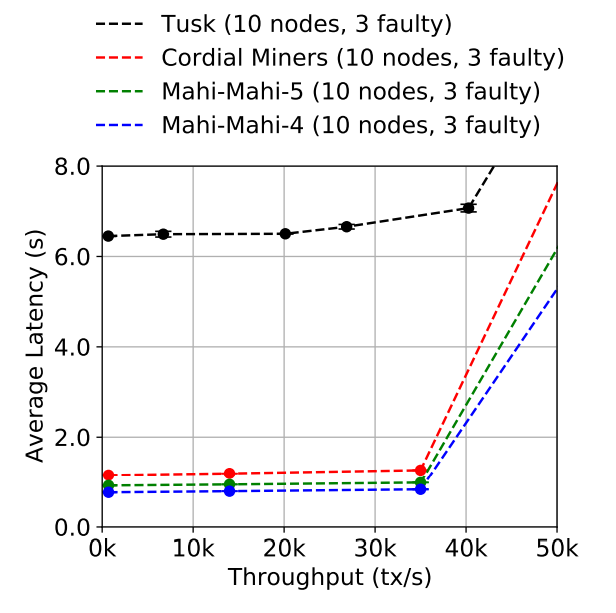 Tusk (10 nodes, 3 faulty)
Cordial Miners (10 nodes, 3 faulty)
Mahi-Mahi-5 (10 nodes, 3 faulty)
Mahi-Mahi-4 (10 nodes, 3 faulty)
8.0
6.0
4.0
2.0
0.0
Average Latency (s)
0k 10k 20k 30k 40k 50k
Throughput (tx/s)